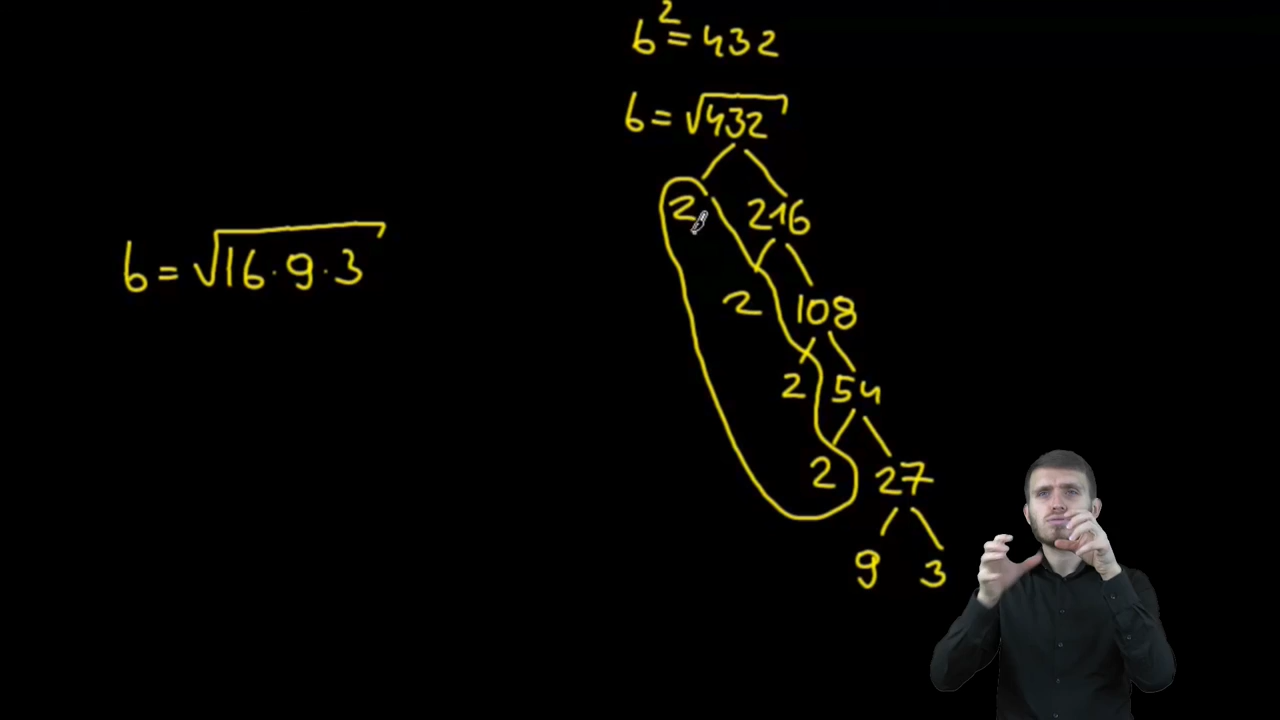 b² = 432
b = √432
2 216
b = √16·9·3
2 108
2 54
2 27
9 3